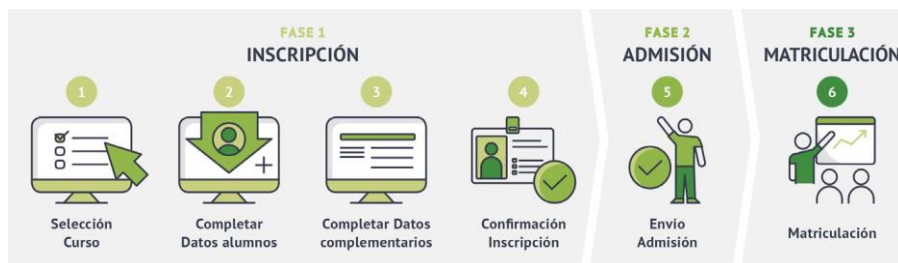 FASE 1
INSCRIPCIÓN
1
2
3
4
Selección
Curso
Completar
Datos alumnos
Completar Datos
complementarios
Confirmación
Inscripción
FASE 2
ADMISIÓN
5
Envío
Admisión
FASE 3
MATRICULACIÓN
6
Matriculación